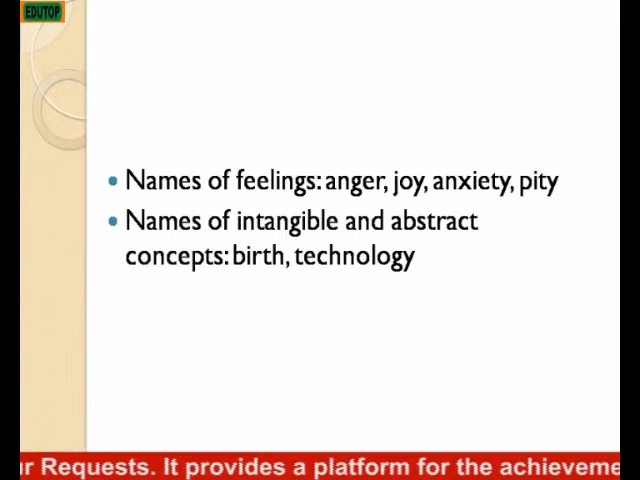 EDUTOP
Names of feelings: anger, joy, anxiety, pity
Names of intangible and abstract
concepts: birth, technology
Requests. It provides a platform for the